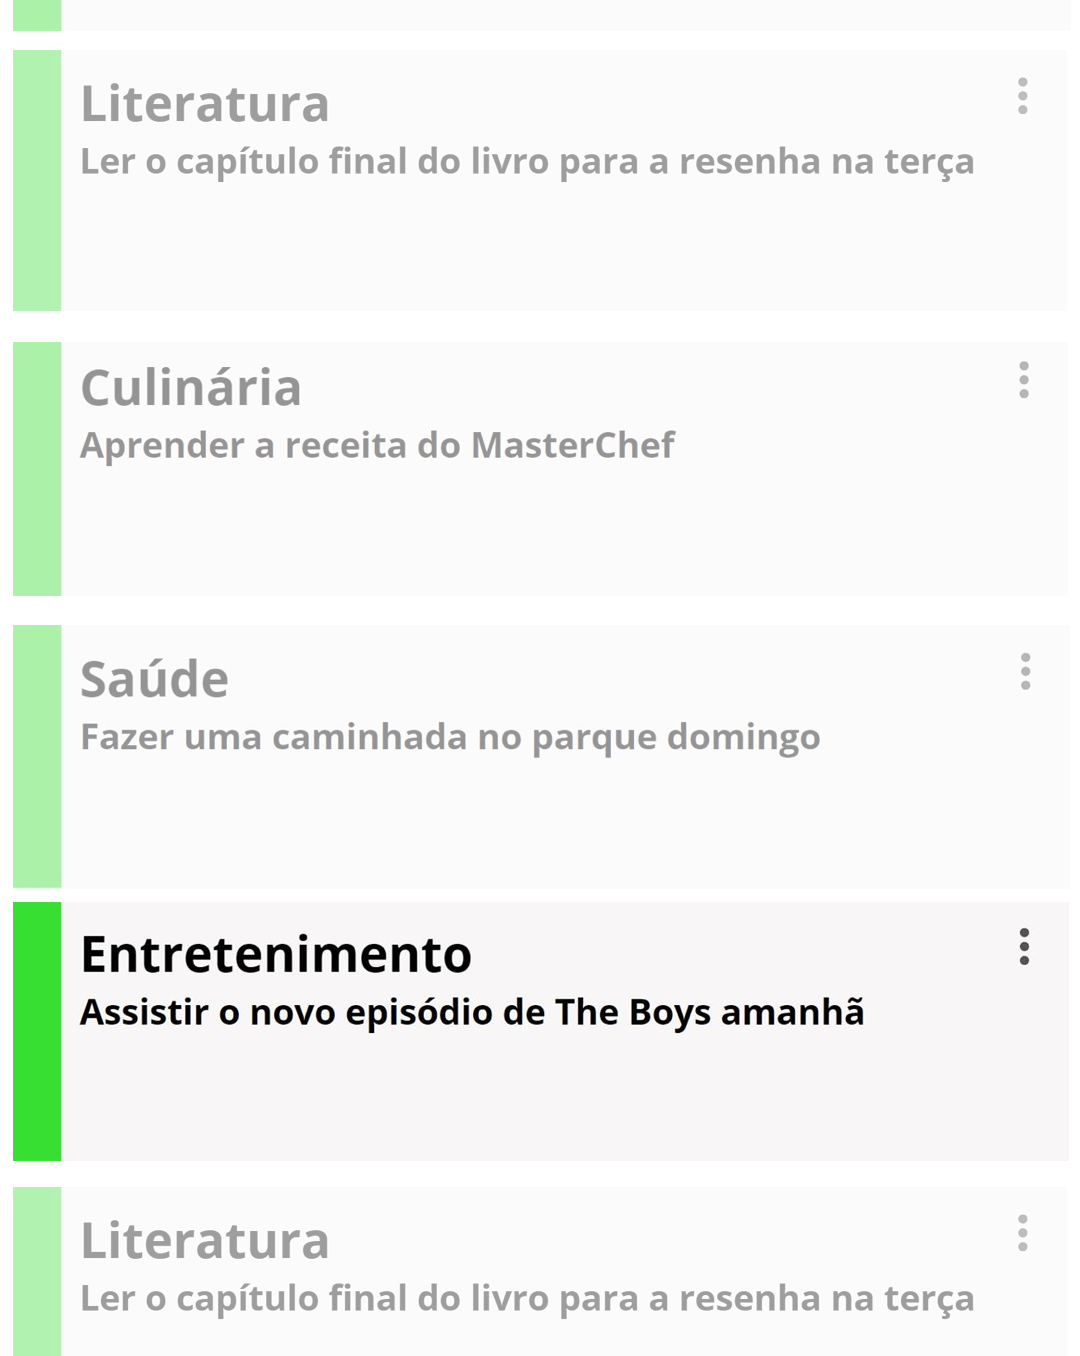 Literatura
Ler o capítulo final do livro para a resenha na terça
Culinária
Aprender a receita do MasterChef
Saúde
Fazer uma caminhada no parque domingo
Entretenimento
Assistir o novo episódio de The Boys amanhã
Literatura
Ler o capítulo final do livro para a resenha na terça